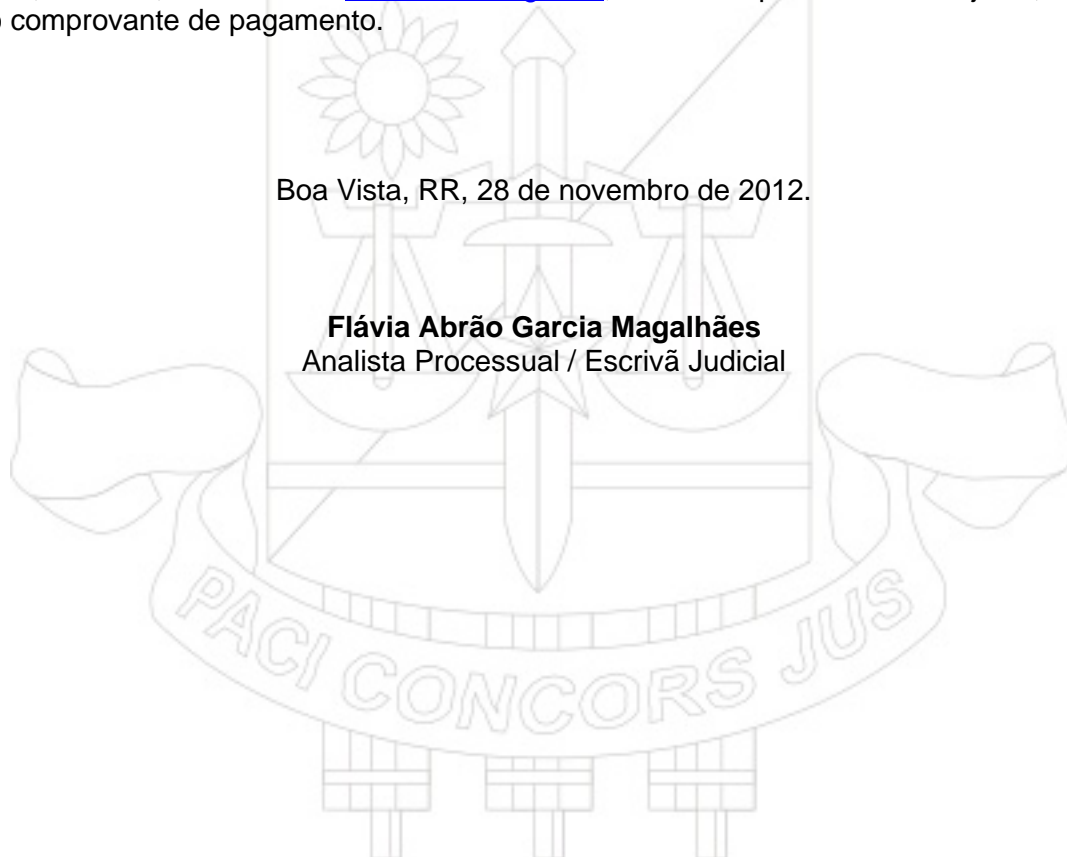 o comprovante de pagamento.
Boa Vista, RR, 28 de novembro de 2012.
Flávia Abrão Garcia Magalhães
Analista Processual / Escrivã Judicial
PACI CONCORS JUS